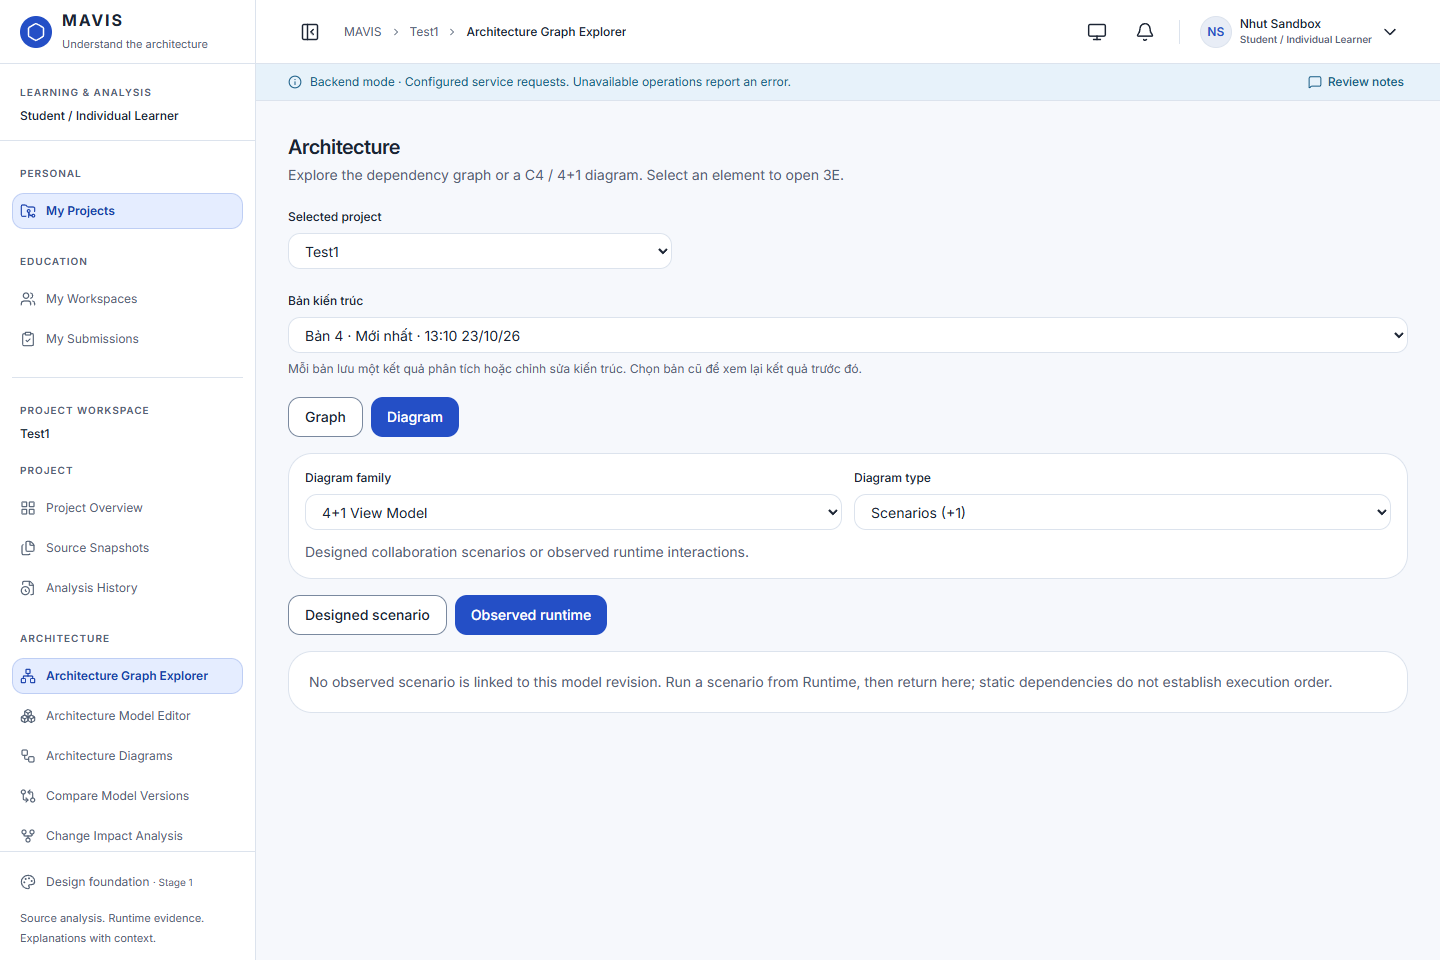 MAVIS
Understand the architecture
LEARNING & ANALYSIS
Student / Individual Learner
PERSONAL
My Projects
EDUCATION
My Workspaces
My Submissions
PROJECT WORKSPACE
Test1
PROJECT
Project Overview
Source Snapshots
Analysis History
ARCHITECTURE
Architecture Graph Explorer
Architecture Model Editor
Architecture Diagrams
Compare Model Versions
Change Impact Analysis
Design foundation · Stage 1
Source analysis. Runtime evidence.
Explanations with context.
MAVIS > Test1 > Architecture Graph Explorer
NS
Nhut Sandbox
Student / Individual Learner
Backend mode · Configured service requests. Unavailable operations report an error.
Review notes
Architecture
Explore the dependency graph or a C4 / 4+1 diagram. Select an element to open 3E.
Selected project
Test1
Bản kiến trúc
Bản 4 · Mới nhất · 13:10 23/10/26
Mỗi bản lưu một kết quả phân tích hoặc chỉnh sửa kiến trúc. Chọn bản cũ để xem lại kết quả trước đó.
Graph
Diagram
Diagram family
Diagram type
4+1 View Model
Scenarios (+1)
Designed collaboration scenarios or observed runtime interactions.
Designed scenario
Observed runtime
No observed scenario is linked to this model revision. Run a scenario from Runtime, then return here; static dependencies do not establish execution order.